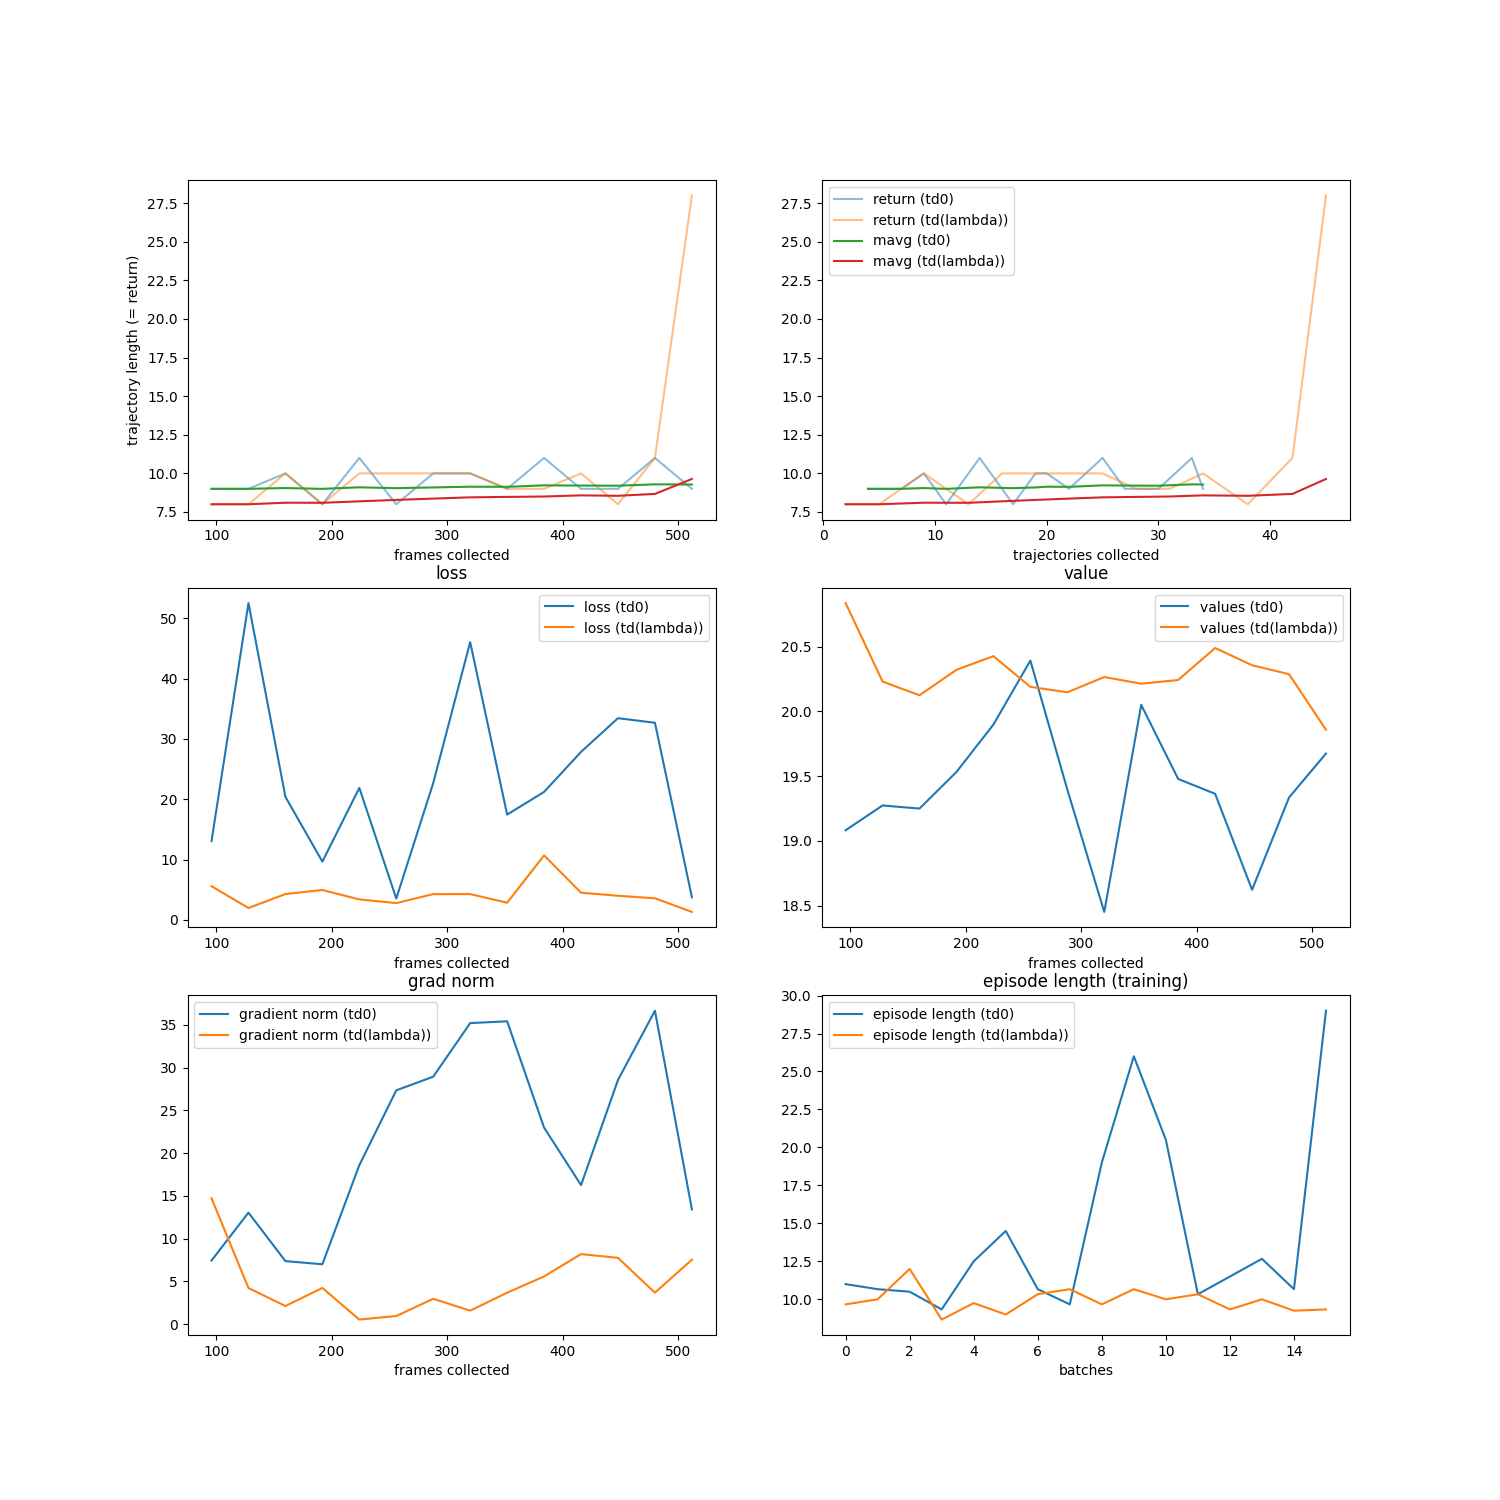 27.5
25.0
22.5
20.0
17.5
15.0
12.5
10.0
7.5
trajectory length (= return)
100 200 300 400 500
frames collected
return (td0)
return (td(lambda))
mavg (td0)
mavg (td(lambda))
27.5
25.0
22.5
20.0
17.5
15.0
12.5
10.0
7.5
0 10 20 30 40
trajectories collected
loss
loss (td0)
loss (td(lambda))
50
40
30
20
10
0
100 200 300 400 500
frames collected
value
values (td0)
values (td(lambda))
20.5
20.0
19.5
19.0
18.5
100 200 300 400 500
frames collected
grad norm
gradient norm (td0)
gradient norm (td(lambda))
35
30
25
20
15
10
5
0
100 200 300 400 500
frames collected
episode length (training)
episode length (td0)
episode length (td(lambda))
30.0
27.5
25.0
22.5
20.0
17.5
15.0
12.5
10.0
0 2 4 6 8 10 12 14
batches